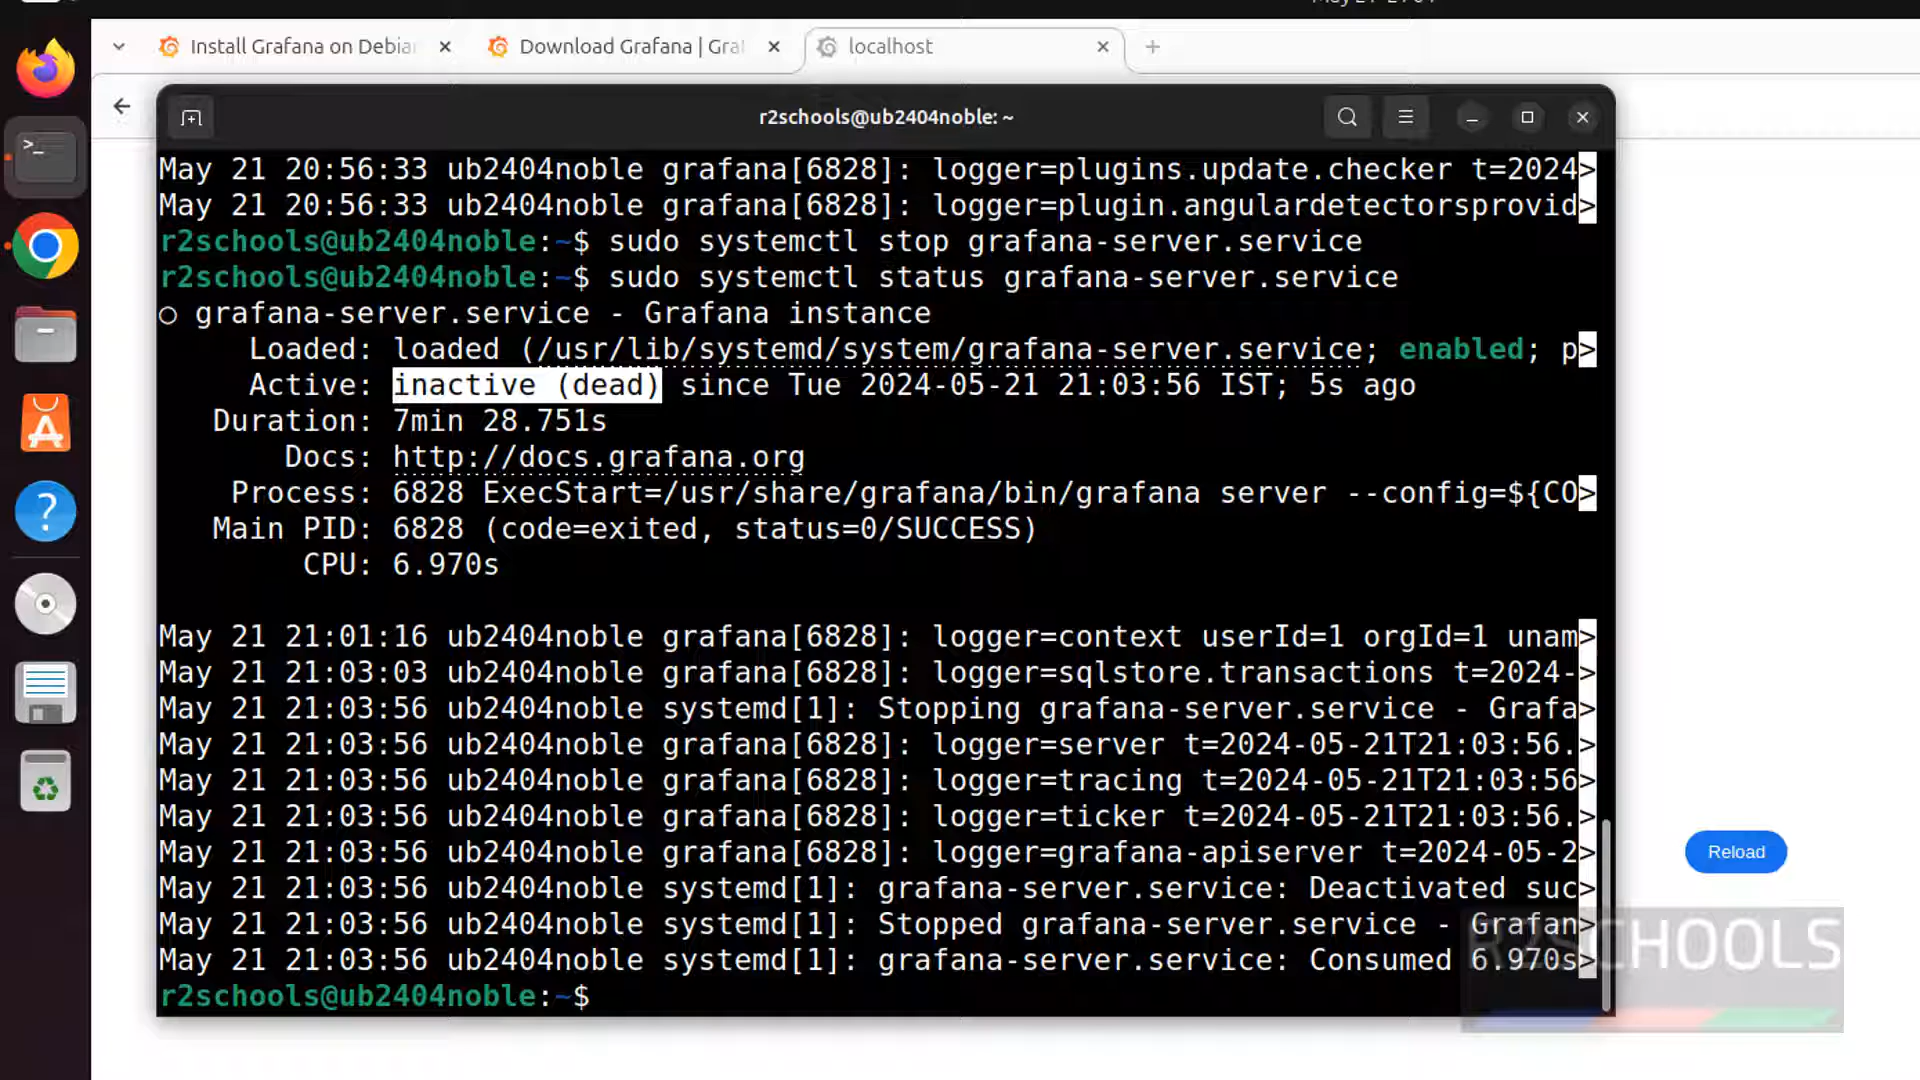 Install Grafana on Debia
Download Grafana | Gra
localhost
r2schools@ub2404noble: ~
May 21 20:56:33 ub2404noble grafana[6828]: logger=plugins.update.checker t=2024>
May 21 20:56:33 ub2404noble grafana[6828]: logger=plugin.angulardetectorsprovid>
r2schools@ub2404noble:~$ sudo systemctl stop grafana-server.service
r2schools@ub2404noble:~$ sudo systemctl status grafana-server.service
○ grafana-server.service - Grafana instance
Loaded: loaded (/usr/lib/systemd/system/grafana-server.service; enabled; p>
Active: inactive (dead) since Tue 2024-05-21 21:03:56 IST; 5s ago
Duration: 7min 28.751s
Docs: http://docs.grafana.org
Process: 6828 ExecStart=/usr/share/grafana/bin/grafana server --config=${CO>
Main PID: 6828 (code=exited, status=0/SUCCESS)
CPU: 6.970s
May 21 21:01:16 ub2404noble grafana[6828]: logger=context userId=1 orgId=1 unam>
May 21 21:03:03 ub2404noble grafana[6828]: logger=sqlstore.transactions t=2024->
May 21 21:03:56 ub2404noble systemd[1]: Stopping grafana-server.service - Grafa>
May 21 21:03:56 ub2404noble grafana[6828]: logger=server t=2024-05-21T21:03:56.>
May 21 21:03:56 ub2404noble grafana[6828]: logger=tracing t=2024-05-21T21:03:56>
May 21 21:03:56 ub2404noble grafana[6828]: logger=ticker t=2024-05-21T21:03:56.>
May 21 21:03:56 ub2404noble grafana[6828]: logger=grafana-apiserver t=2024-05-2>
Reload
May 21 21:03:56 ub2404noble systemd[1]: grafana-server.service: Deactivated suc>
May 21 21:03:56 ub2404noble systemd[1]: Stopped grafana-server.service - Grafan>
May 21 21:03:56 ub2404noble systemd[1]: grafana-server.service: Consumed 6.970s>
R2SCHOOLS
r2schools@ub2404noble:~$